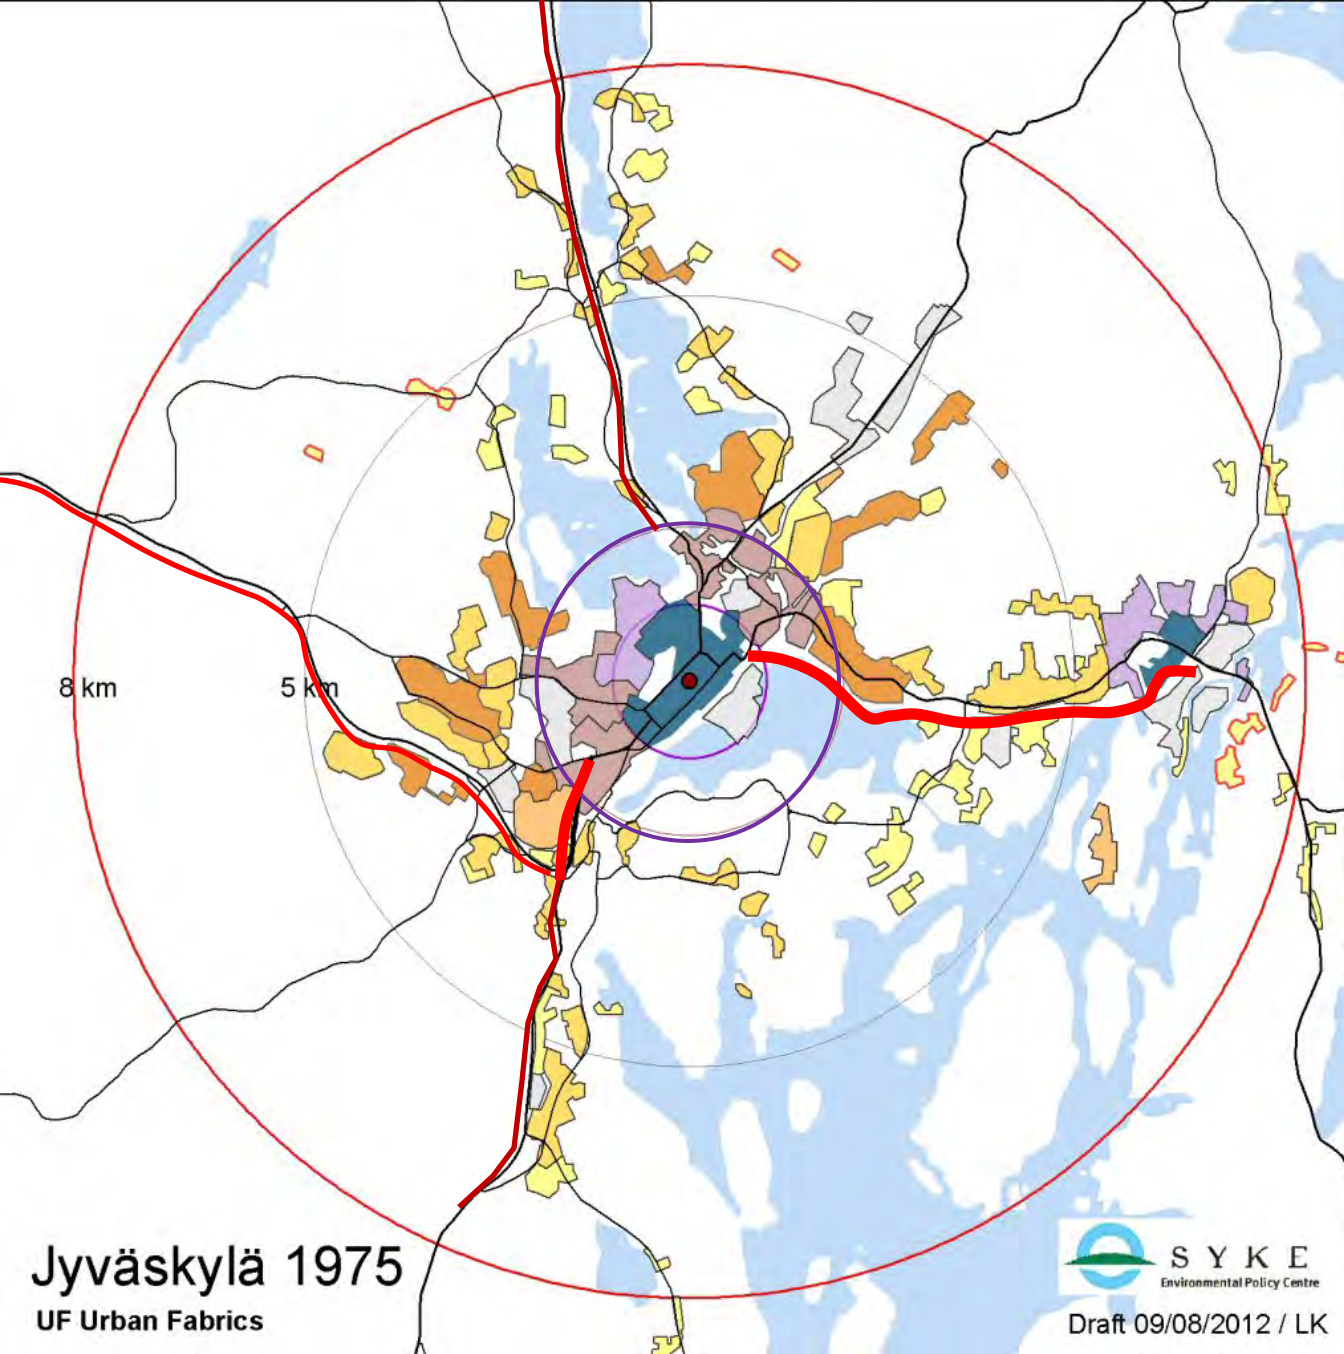 8 km
5 km
Jyväskylä 1975
UF Urban Fabrics
SYKE
Environmental Policy Centre
Draft 09/08/2012 / LK